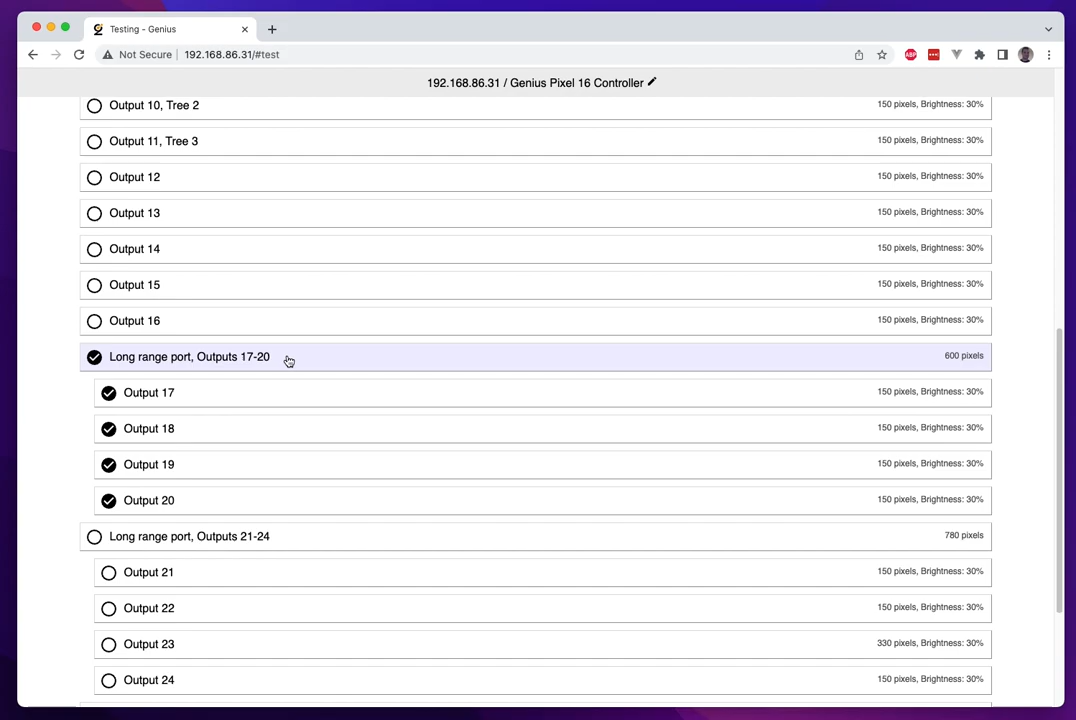 Testing - Genius
Not Secure | 192.168.86.31/#test
ABP
192.168.86.31 / Genius Pixel 16 Controller
Output 10, Tree 2 150 pixels, Brightness: 30%
Output 11, Tree 3 150 pixels, Brightness: 30%
Output 12 150 pixels, Brightness: 30%
Output 13 150 pixels, Brightness: 30%
Output 14 150 pixels, Brightness: 30%
Output 15 150 pixels, Brightness: 30%
Output 16 150 pixels, Brightness: 30%
Long range port, Outputs 17-20 600 pixels
Output 17 150 pixels, Brightness: 30%
Output 18 150 pixels, Brightness: 30%
Output 19 150 pixels, Brightness: 30%
Output 20 150 pixels, Brightness: 30%
Long range port, Outputs 21-24 780 pixels
Output 21 150 pixels, Brightness: 30%
Output 22 150 pixels, Brightness: 30%
Output 23 330 pixels, Brightness: 30%
Output 24 150 pixels, Brightness: 30%